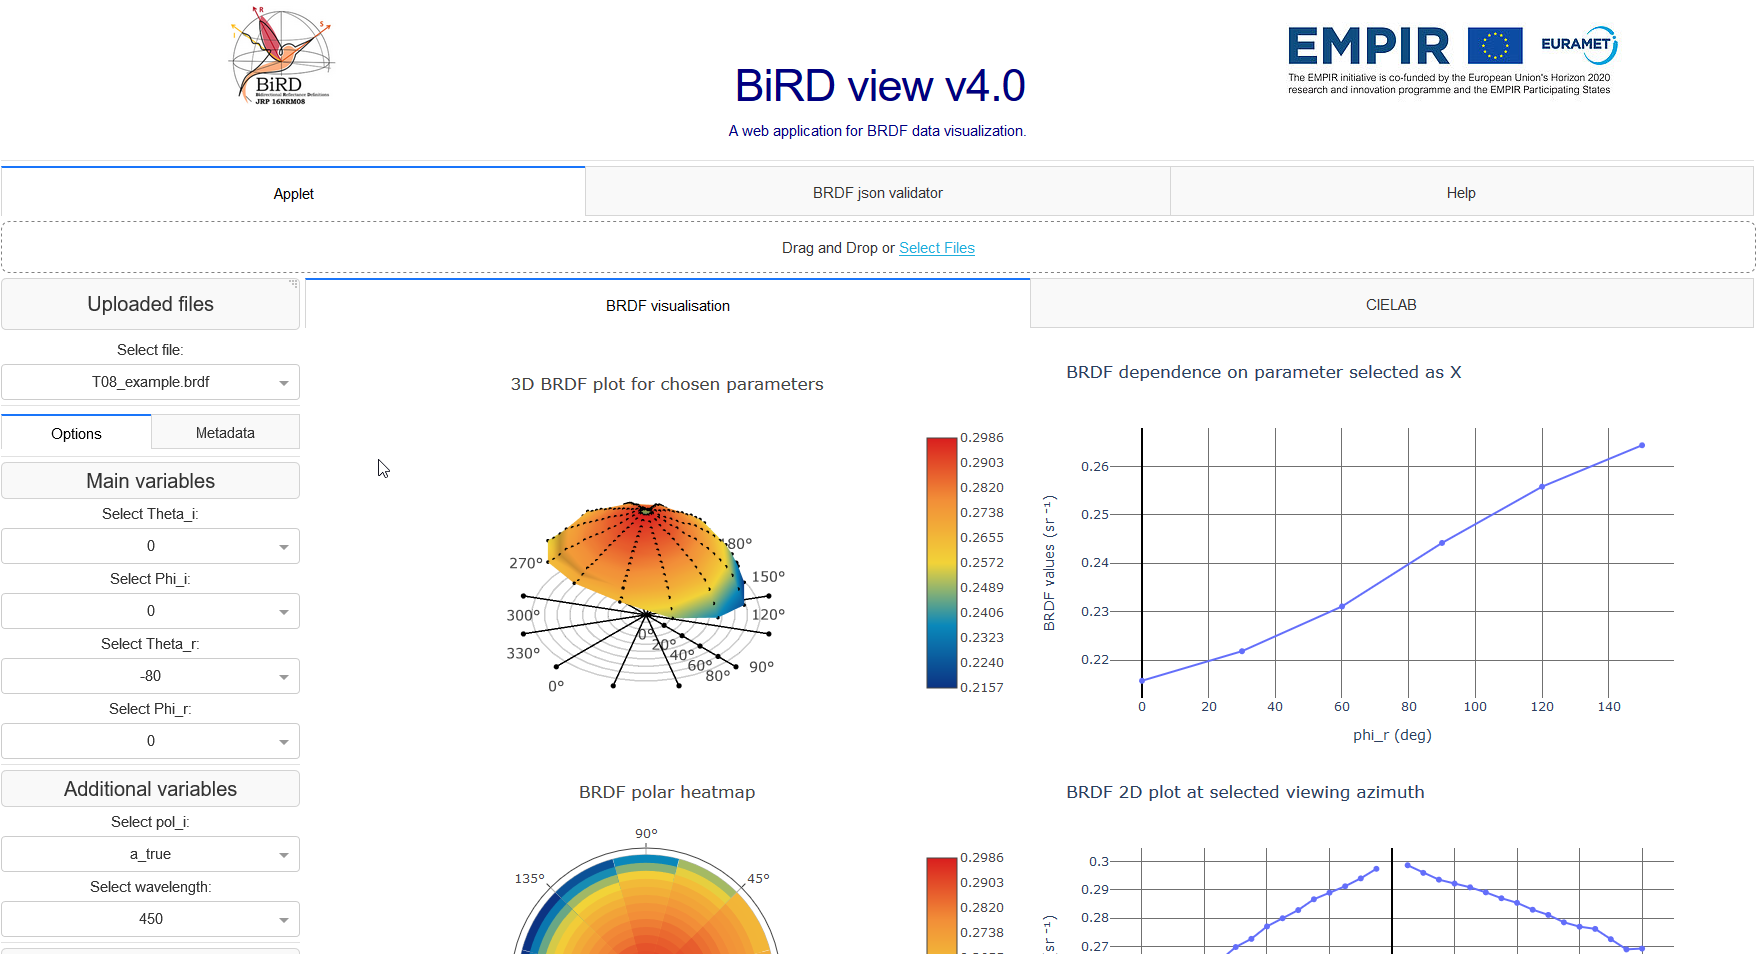 R
S
I
BiRD
Bidirectional Reflectance Definitions
JRP 16NRM08
BiRD view v4.0
A web application for BRDF data visualization.
EMPIR
EURAMET
The EMPIR initiative is co-funded by the European Union's Horizon 2020
research and innovation programme and the EMPIR Participating States
Applet
BRDF json validator
Help
Drag and Drop or Select Files
Uploaded files
Select file:
T08_example.brdf
Options
Metadata
Main variables
Select Theta_i:
0
Select Phi_i:
0
Select Theta_r:
-80
Select Phi_r:
0
Additional variables
Select pol_i:
a_true
Select wavelength:
450
BRDF visualisation
CIELAB
3D BRDF plot for chosen parameters
270°
300°
330°
0°
180°
150°
120°
90°
0°
20°
40°
60°
80°
0.2986
0.2903
0.2820
0.2738
0.2655
0.2572
0.2489
0.2406
0.2323
0.2240
0.2157
BRDF dependence on parameter selected as X
BRDF values (sr⁻¹)
0.26
0.25
0.24
0.23
0.22
0 20 40 60 80 100 120 140
phi_r (deg)
BRDF polar heatmap
90°
135°
45°
0.2986
0.2903
0.2820
0.2738
BRDF 2D plot at selected viewing azimuth
0.3
0.29
0.28
0.27
(sr⁻¹)